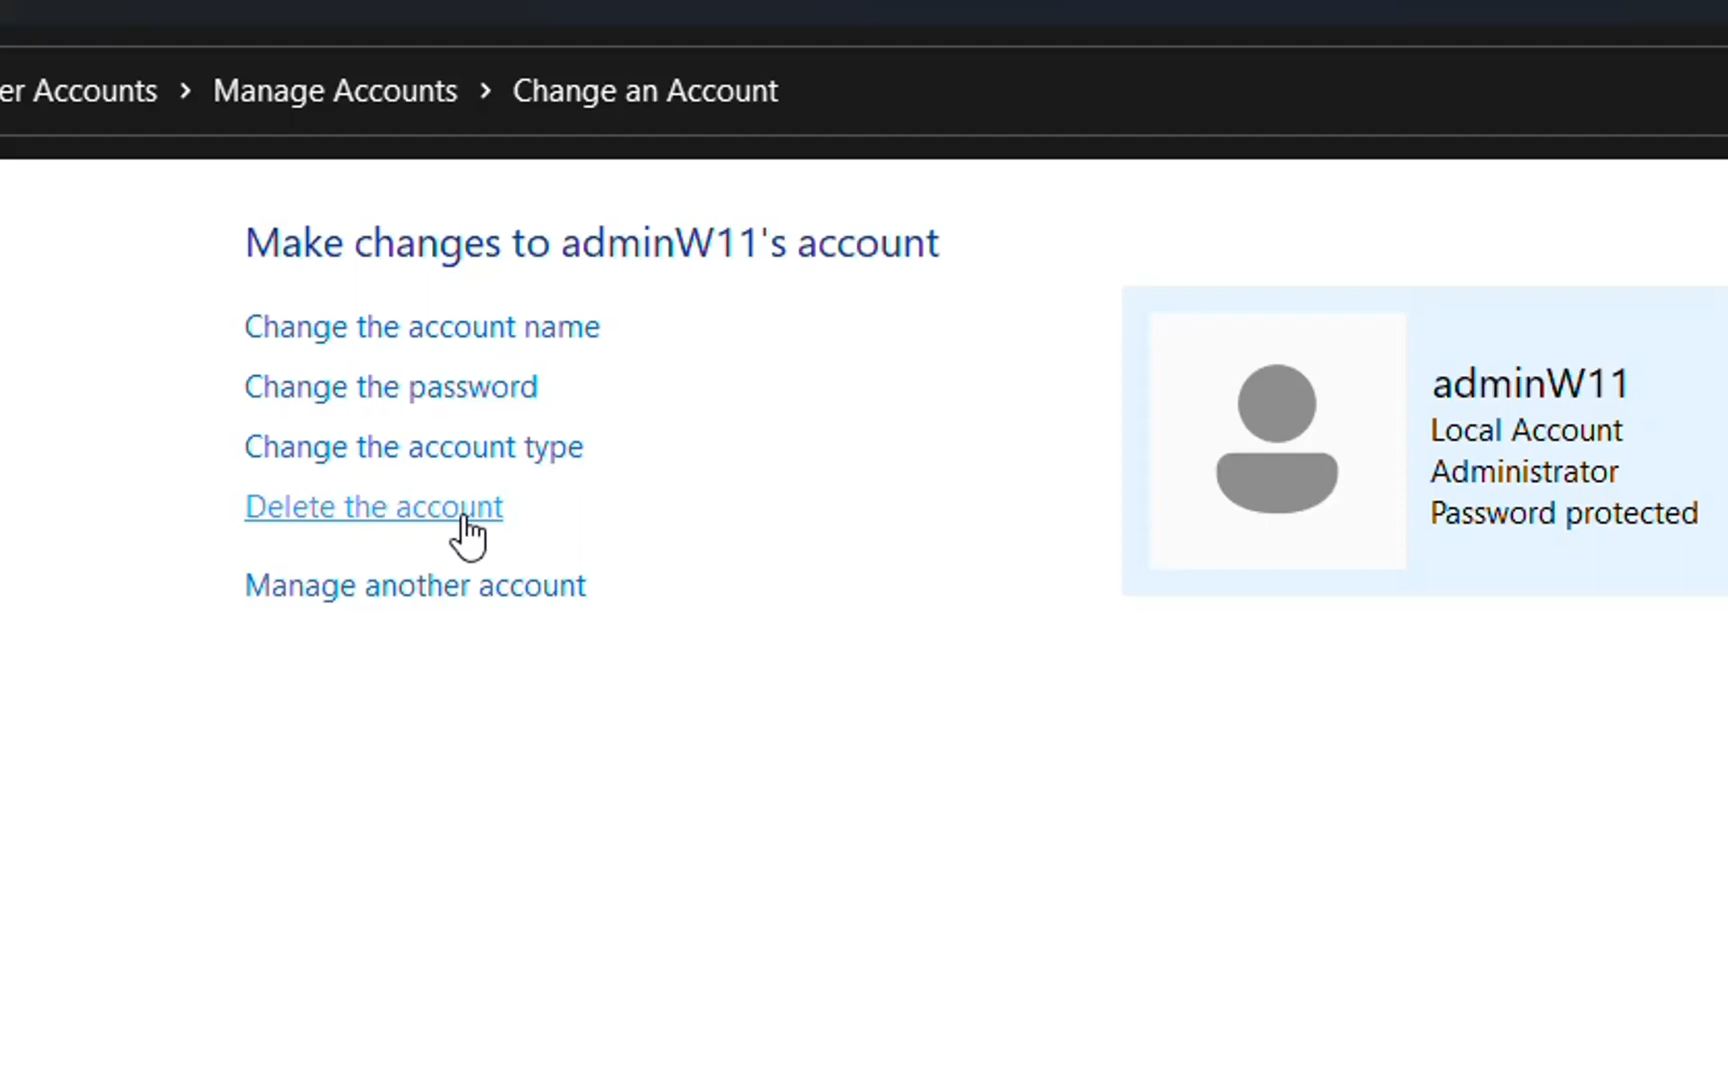 er Accounts > Manage Accounts > Change an Account
Make changes to adminW11's account
Change the account name
Change the password
Change the account type
Delete the account
Manage another account
adminW11
Local Account
Administrator
Password protected